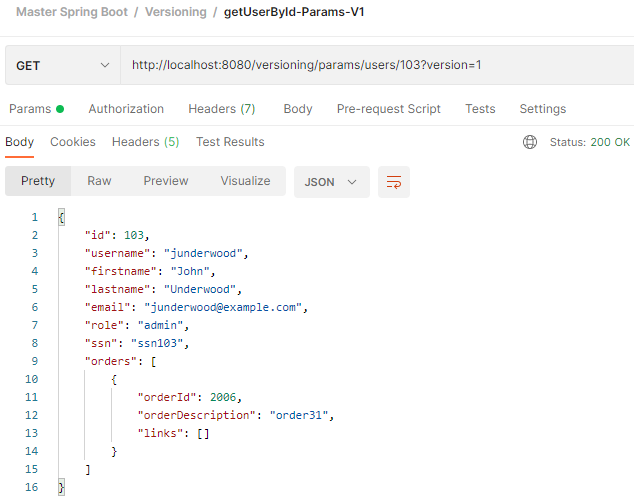 Master Spring Boot / Versioning / getUserById-Params-V1
GET http://localhost:8080/versioning/params/users/103?version=1
Params Authorization Headers (7) Body Pre-request Script Tests Settings
Body Cookies Headers (5) Test Results Status: 200 OK
Pretty Raw Preview Visualize JSON
1 {
2 "id": 103,
3 "username": "junderwood",
4 "firstname": "John",
5 "lastname": "Underwood",
6 "email": "junderwood@example.com",
7 "role": "admin",
8 "ssn": "ssn103",
9 "orders": [
10 {
11 "orderId": 2006,
12 "orderDescription": "order31",
13 "links": []
14 }
15 ]
16 }